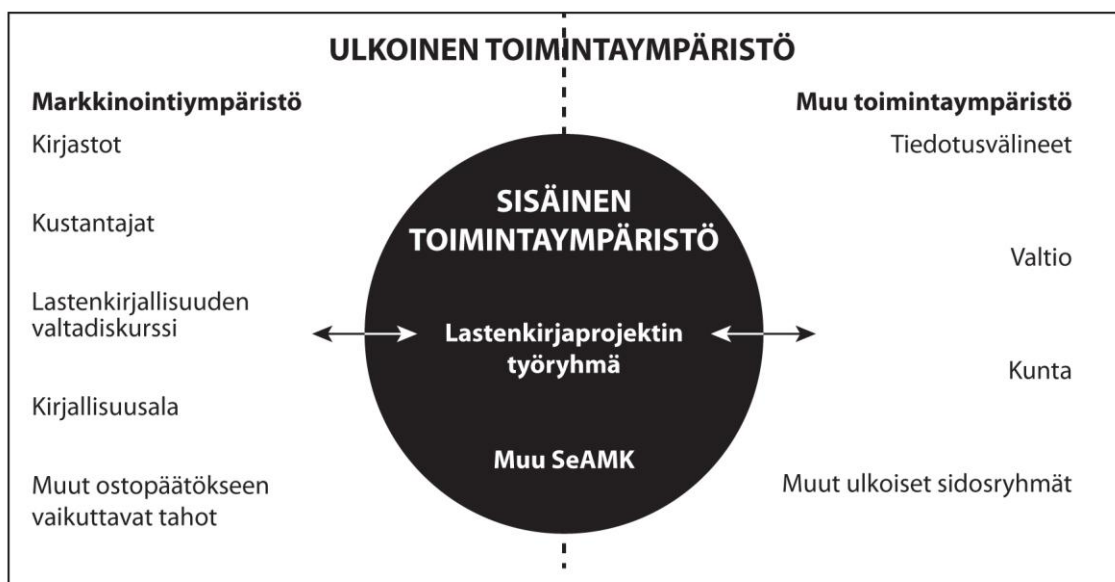 ULKOINEN TOIMINTAYMPÄRISTÖ
Markkinointiympäristö
Kirjastot
Kustantajat
Lastenkirjallisuuden
valtadiskurssi
Kirjallisuusala
Muut ostopäätökseen
vaikuttavat tahot
SISÄINEN
TOIMINTAYMPÄRISTÖ
Lastenkirjaprojektin
työryhmä
Muu SeAMK
Muu toimintaympäristö
Tiedotusvälineet
Valtio
Kunta
Muut ulkoiset sidosryhmät